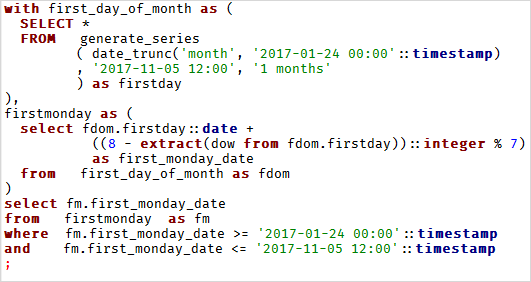 with first_day_of_month as (
  SELECT *
  FROM   generate_series
         ( date_trunc('month', '2017-01-24 00:00'::timestamp)
         , '2017-11-05 12:00', '1 months'
         ) as firstday
),
firstmonday as (
  select fdom.firstday::date +
           ((8 - extract(dow from fdom.firstday))::integer % 7)
           as first_monday_date
  from   first_day_of_month as fdom
)
select fm.first_monday_date
from   firstmonday  as fm
where  fm.first_monday_date >= '2017-01-24 00:00'::timestamp
and    fm.first_monday_date <= '2017-11-05 12:00'::timestamp
;